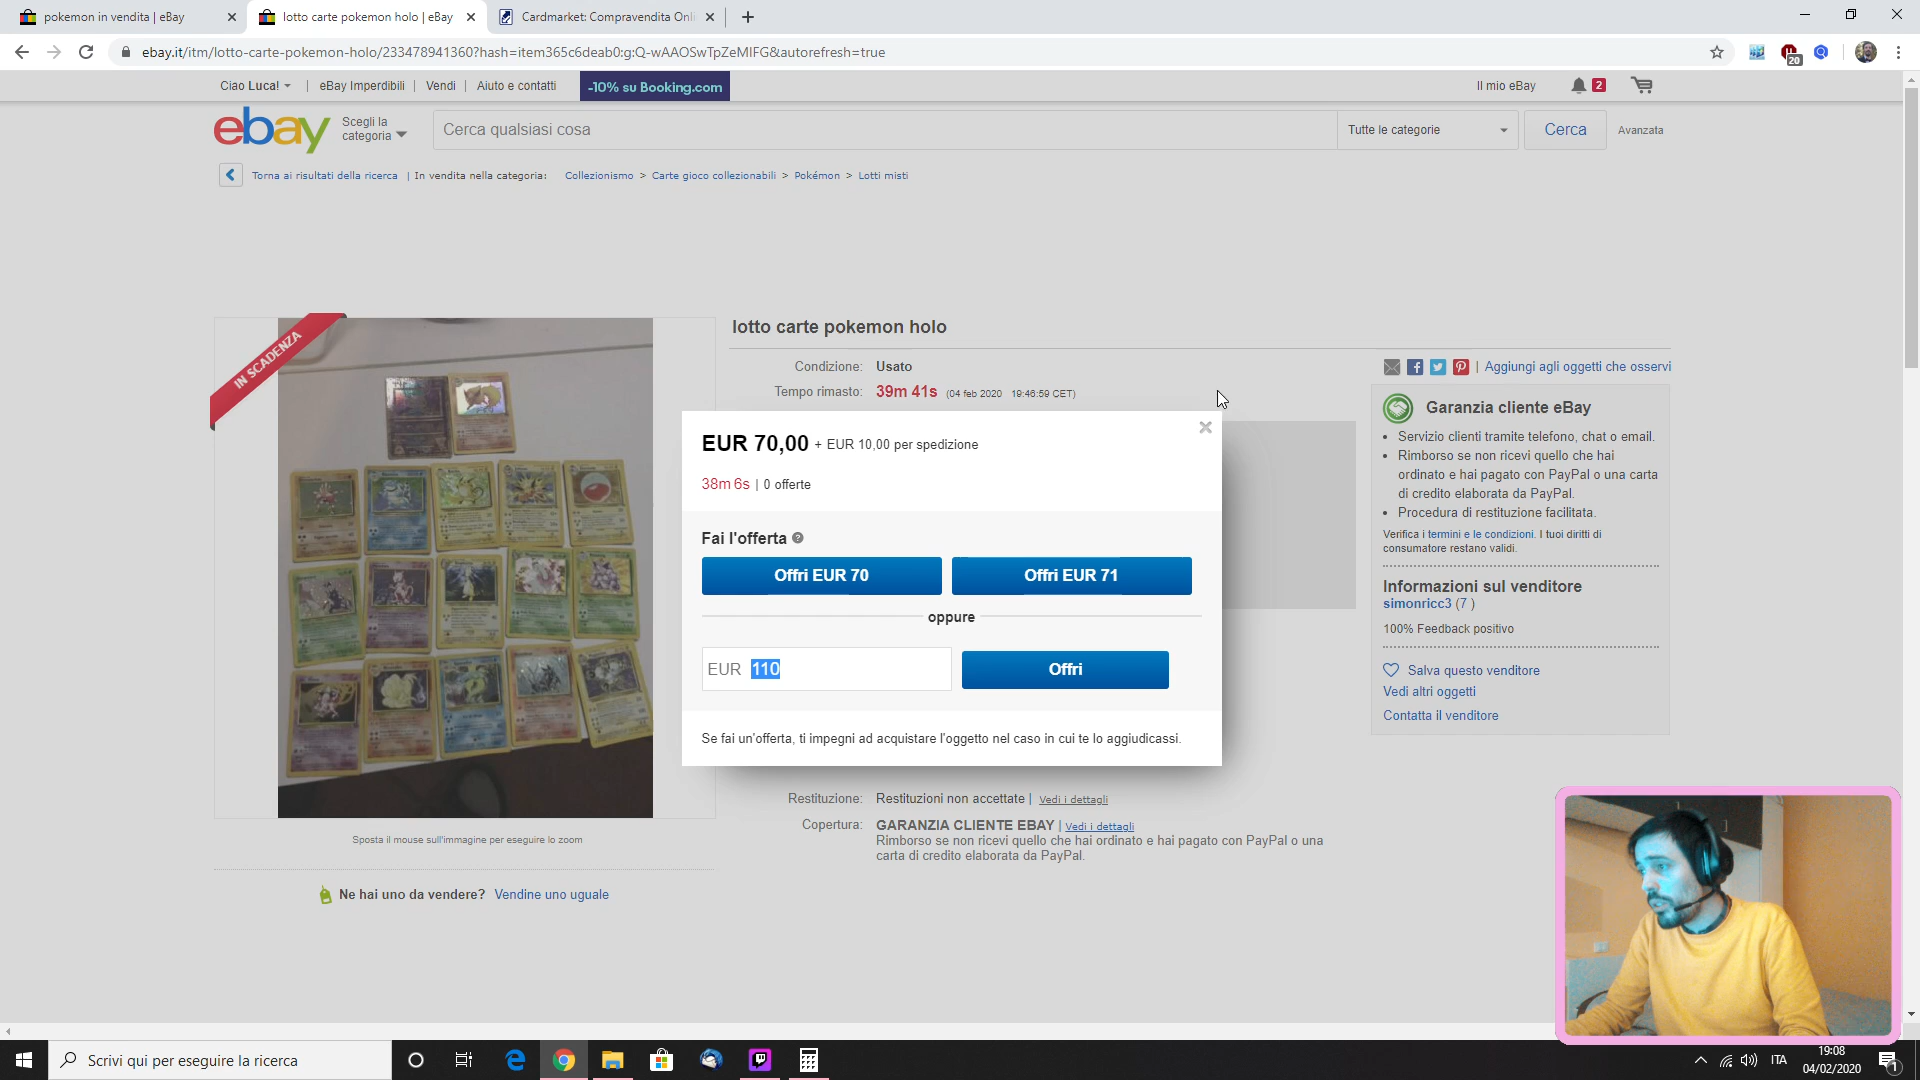 pokemon in vendita | eBay
lotto carte pokemon holo | eBay
Cardmarket: Compravendita Onli
ebay.it/itm/lotto-carte-pokemon-holo/233478941360?hash=item365c6deab0:g:Q-wAAOSwTpZeMIFG&autorefresh=true
20
Ciao Luca! | eBay Imperdibili | Vendi | Aiuto e contatti
-10% su Booking.com
Il mio eBay
2
ebay
Scegli la
categoria
Cerca qualsiasi cosa
Tutte le categorie
Cerca
Avanzata
Torna ai risultati della ricerca | In vendita nella categoria: Collezionismo > Carte gioco collezionabili > Pokémon > Lotti misti
IN SCADENZA
lotto carte pokemon holo
Condizione: Usato
Tempo rimasto: 39m 41s (04 feb 2020 19:46:59 CET)
| Aggiungi agli oggetti che osservi
EUR 70,00 + EUR 10,00 per spedizione
38m 6s | 0 offerte
Fai l'offerta
Offri EUR 70
Offri EUR 71
oppure
EUR 110
Offri
Se fai un'offerta, ti impegni ad acquistare l'oggetto nel caso in cui te lo aggiudicassi.
Garanzia cliente eBay
• Servizio clienti tramite telefono, chat o email.
• Rimborso se non ricevi quello che hai
ordinato e hai pagato con PayPal o una carta
di credito elaborata da PayPal.
• Procedura di restituzione facilitata.
Verifica i termini e le condizioni. I tuoi diritti di
consumatore restano validi.
Informazioni sul venditore
simonricc3 (7 )
100% Feedback positivo
Salva questo venditore
Vedi altri oggetti
Contatta il venditore
Restituzione: Restituzioni non accettate | Vedi i dettagli
Copertura: GARANZIA CLIENTE EBAY | Vedi i dettagli
Rimborso se non ricevi quello che hai ordinato e hai pagato con PayPal o una
carta di credito elaborata da PayPal.
Sposta il mouse sull'immagine per eseguire lo zoom
Ne hai uno da vendere? Vendine uno uguale
Scrivi qui per eseguire la ricerca
ITA
19:08
04/02/2020
1